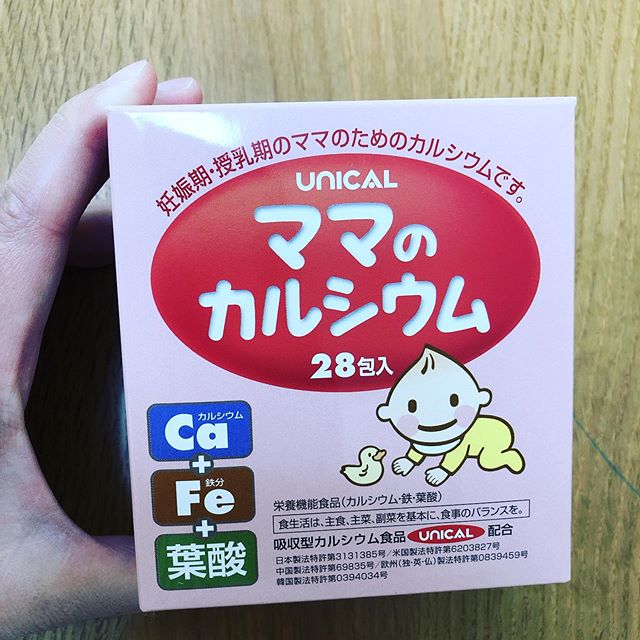 妊娠期・授乳期のママのためのカルシウムです。
UNICAL
ママの
カルシウム
28包入
カルシウム
Ca
+
鉄分
Fe
+
葉酸
栄養機能食品(カルシウム・鉄・葉酸)
食生活は、主食、主菜、副菜を基本に、食事のバランスを。
吸収型カルシウム食品 UNICAL 配合
日本製法特許第3131385号/米国製法特許第6203827号
中国製法特許第69835号/欧州(独・英・仏)製法特許第0839459号
韓国製法特許第0394034号